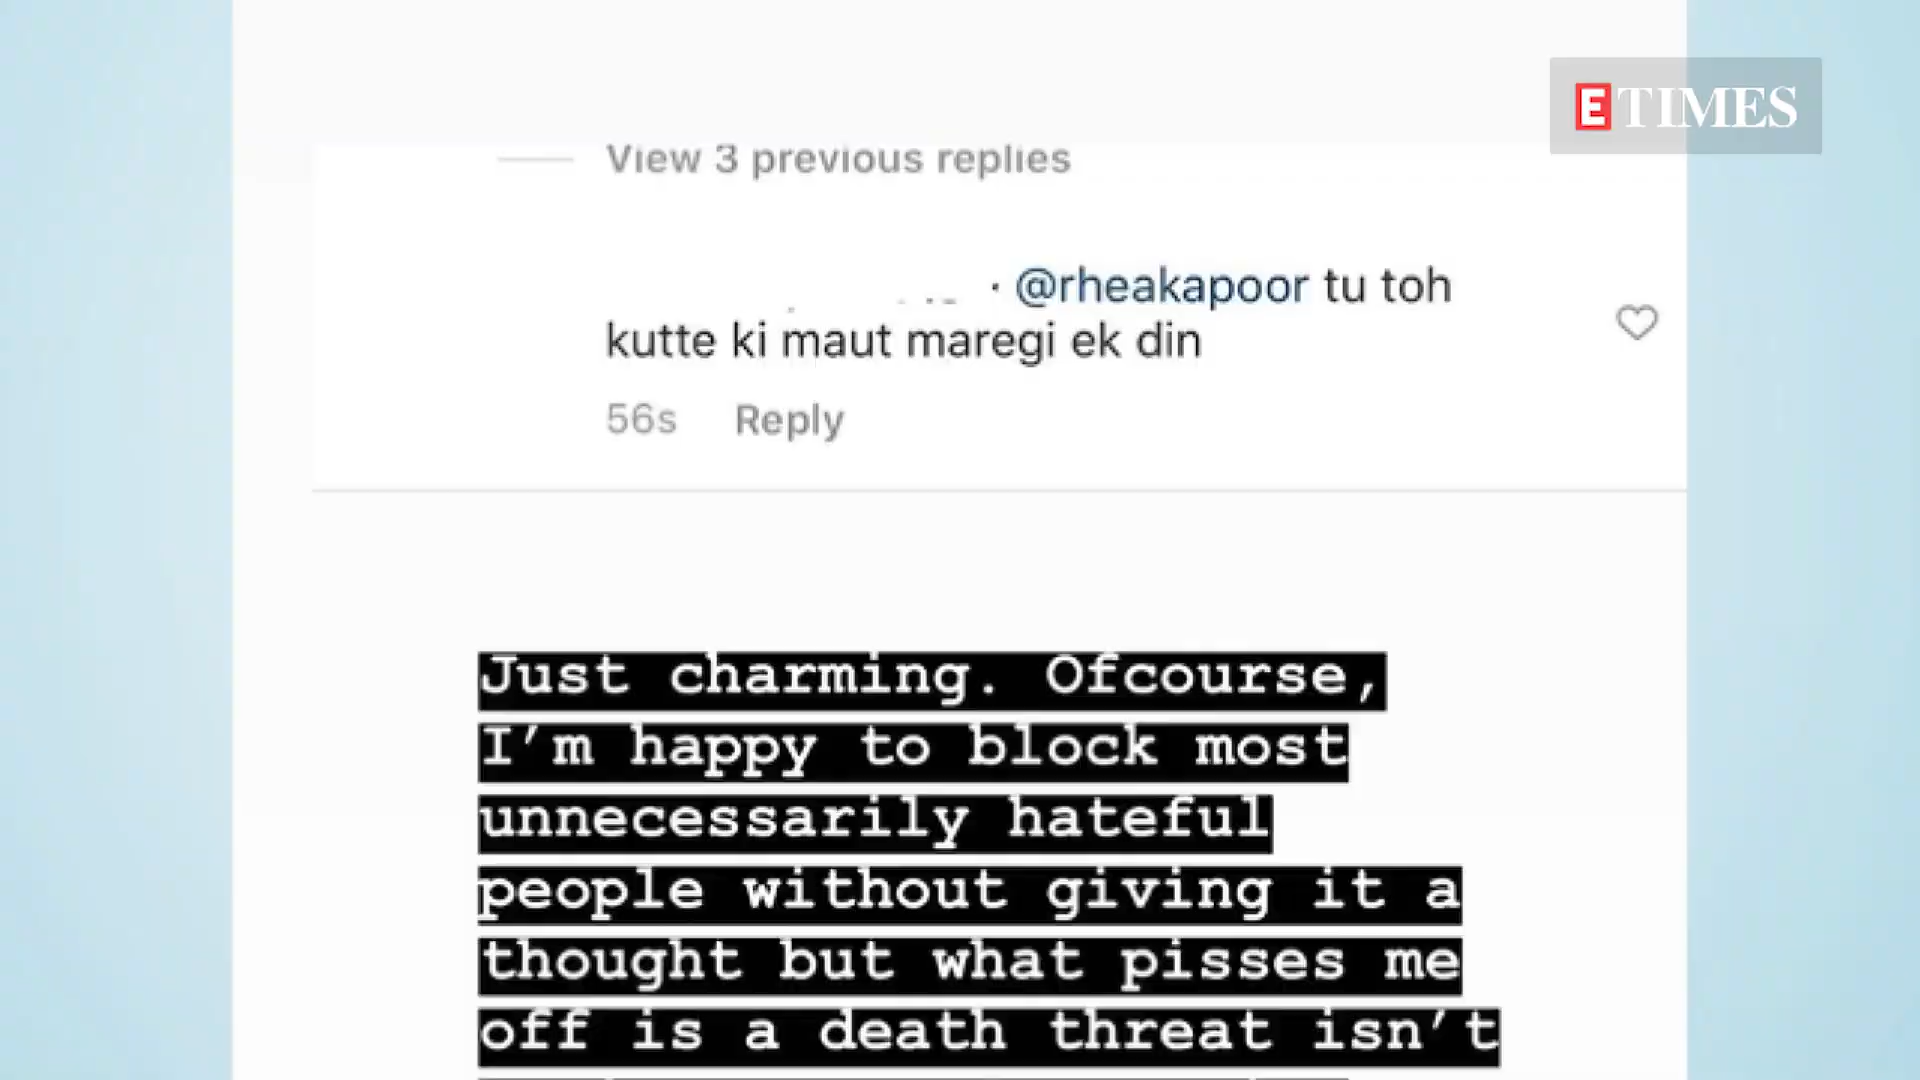 ETIMES
View 3 previous replies
· @rheakapoor tu toh
kutte ki maut maregi ek din
56s Reply
Just charming. Ofcourse,
I'm happy to block most
unnecessarily hateful
people without giving it a
thought but what pisses me
off is a death threat isn't